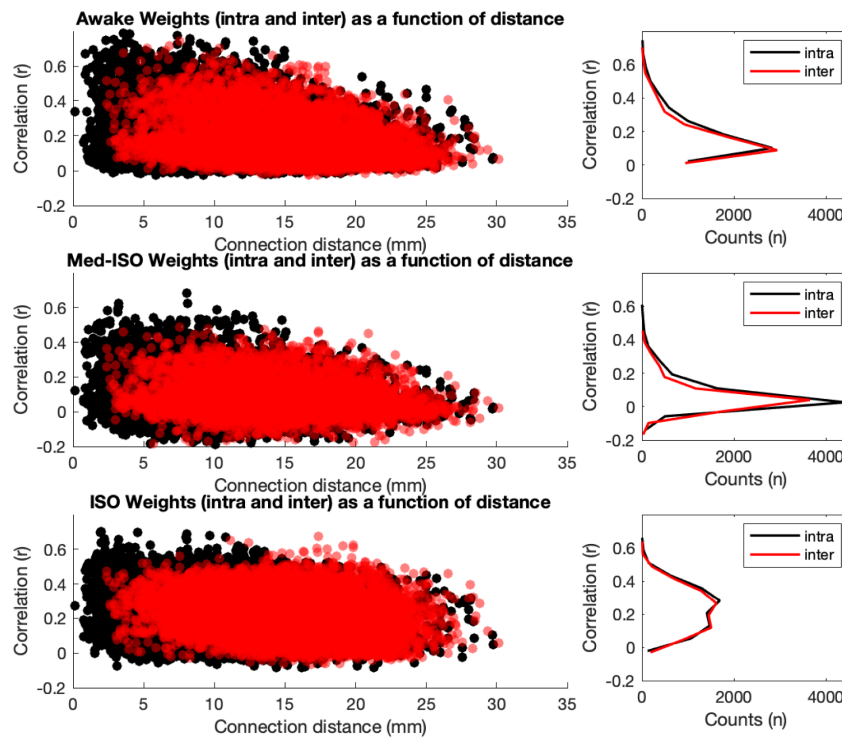 Awake Weights (intra and inter) as a function of distance
Correlation (r)
0.6
0.4
0.2
0
-0.2
0 5 10 15 20 25 30 35
Connection distance (mm)
Correlation (r)
0.6
0.4
0.2
0
-0.2
0 2000 4000
Counts (n)
intra
inter
Med-ISO Weights (intra and inter) as a function of distance
Correlation (r)
0.6
0.4
0.2
0
-0.2
0 5 10 15 20 25 30 35
Connection distance (mm)
Correlation (r)
0.6
0.4
0.2
0
-0.2
0 2000 4000
Counts (n)
intra
inter
ISO Weights (intra and inter) as a function of distance
Correlation (r)
0.6
0.4
0.2
0
-0.2
0 5 10 15 20 25 30 35
Connection distance (mm)
Correlation (r)
0.6
0.4
0.2
0
-0.2
0 2000 4000
Counts (n)
intra
inter